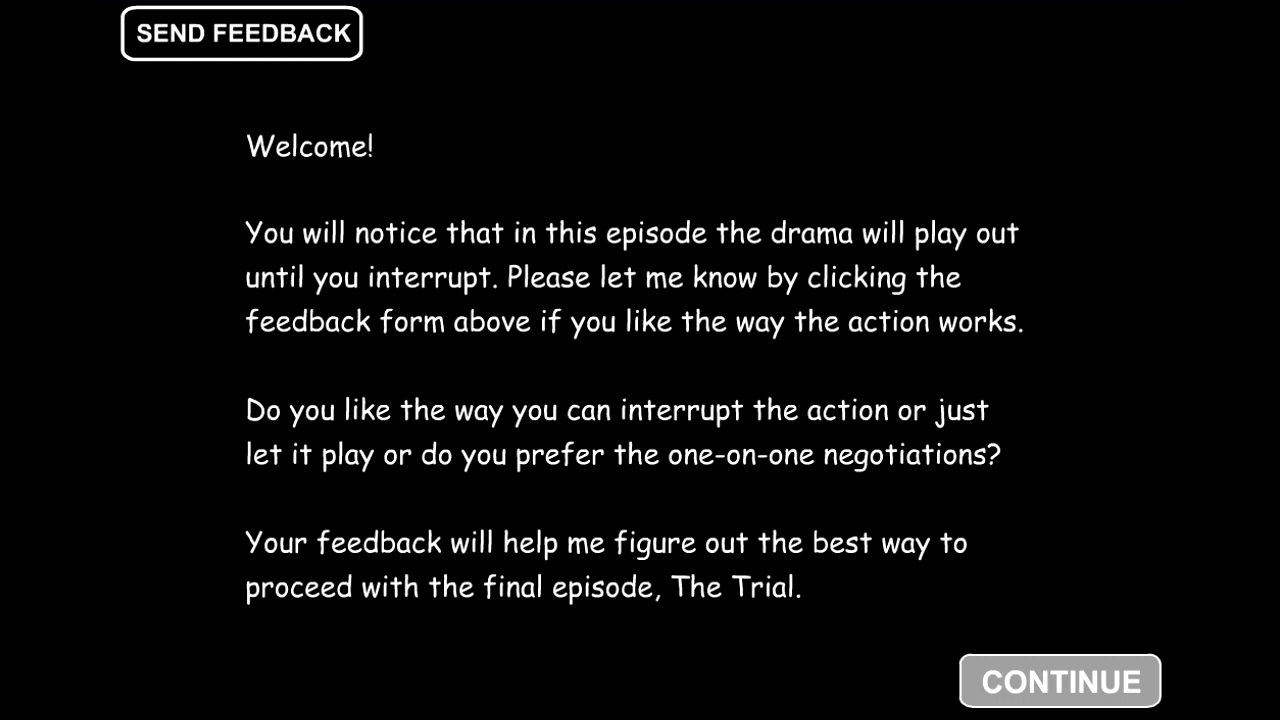 SEND FEEDBACK
Welcome!
You will notice that in this episode the drama will play out
until you interrupt. Please let me know by clicking the
feedback form above if you like the way the action works.
Do you like the way you can interrupt the action or just
let it play or do you prefer the one-on-one negotiations?
Your feedback will help me figure out the best way to
proceed with the final episode, The Trial.
CONTINUE